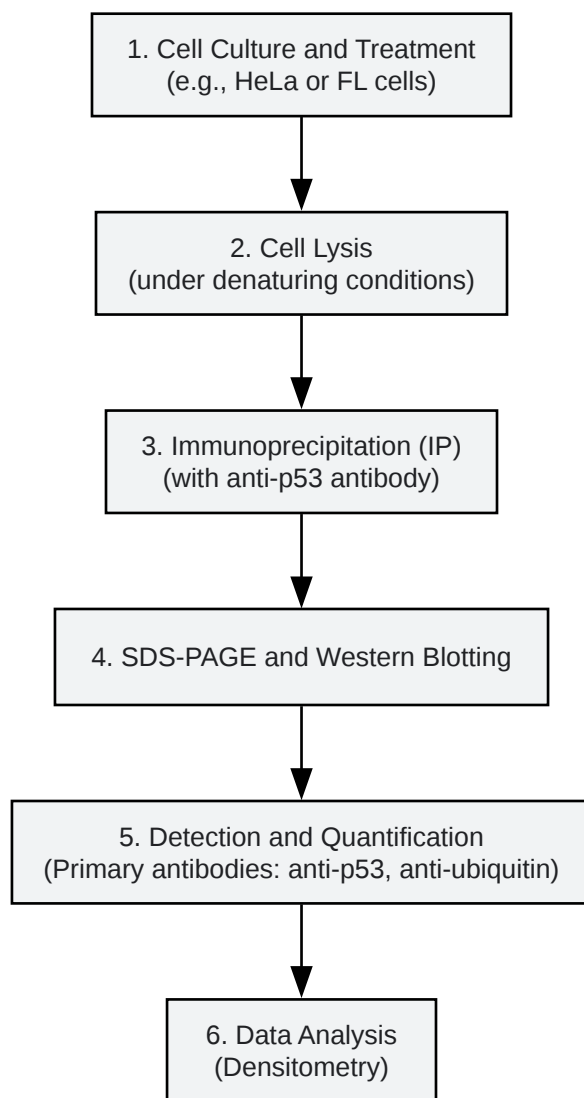 1. Cell Culture and Treatment
(e.g., HeLa or FL cells)
2. Cell Lysis
(under denaturing conditions)
3. Immunoprecipitation (IP)
(with anti-p53 antibody)
4. SDS-PAGE and Western Blotting
5. Detection and Quantification
(Primary antibodies: anti-p53, anti-ubiquitin)
6. Data Analysis
(Densitometry)